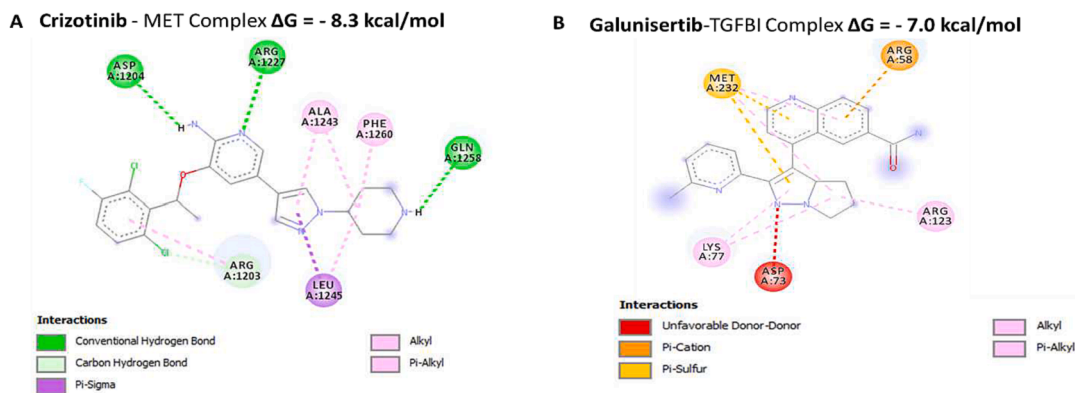 A Crizotinib - MET Complex ΔG = - 8.3 kcal/mol
ASP
A:1204
ARG
A:1227
ALA
A:1243
PHE
A:1260
GLN
A:1258
H
N
N
Cl
F
O
N
N
N
H
Cl
ARG
A:1203
LEU
A:1245
Interactions
Conventional Hydrogen Bond
Carbon Hydrogen Bond
Pi-Sigma
Alkyl
Pi-Alkyl
B Galunisertib-TGFBI Complex ΔG = - 7.0 kcal/mol
ARG
A:58
MET
A:232
N
N
O
N
N
N
ARG
A:123
LYS
A:77
ASP
A:73
Interactions
Unfavorable Donor-Donor
Pi-Cation
Pi-Sulfur
Alkyl
Pi-Alkyl